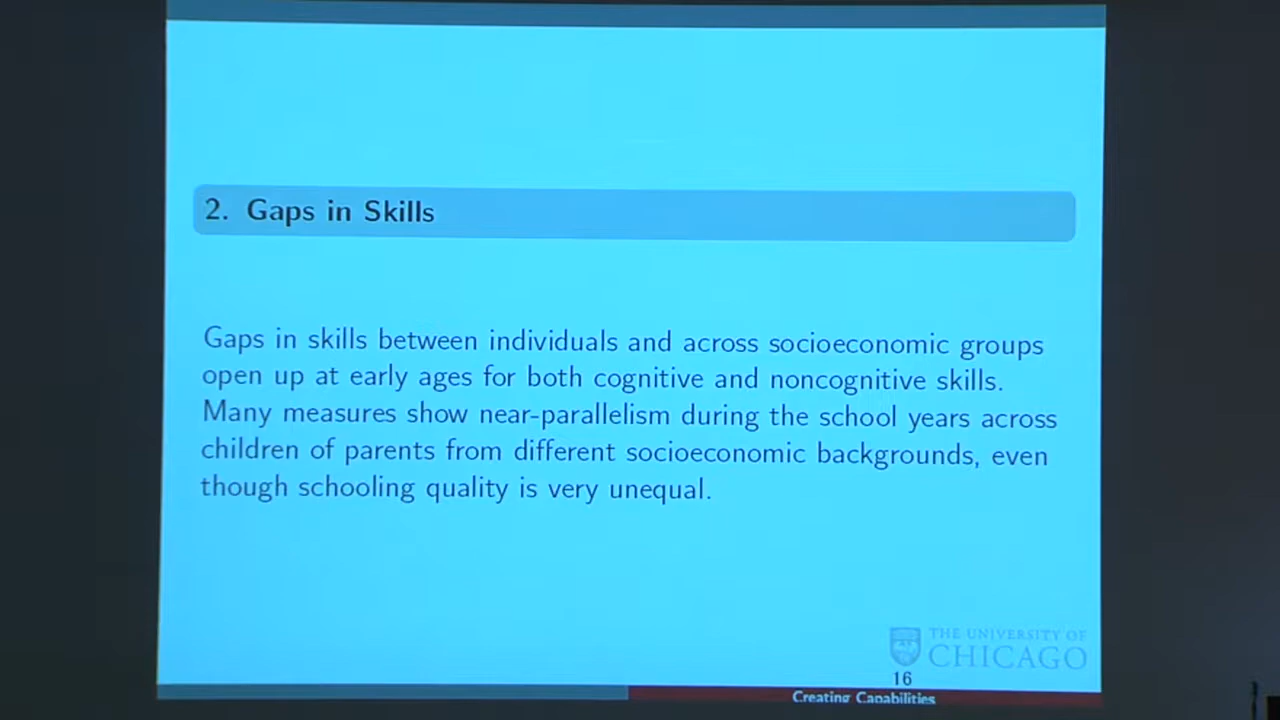 2. Gaps in Skills
Gaps in skills between individuals and across socioeconomic groups
open up at early ages for both cognitive and noncognitive skills.
Many measures show near-parallelism during the school years across
children of parents from different socioeconomic backgrounds, even
though schooling quality is very unequal.
THE UNIVERSITY OF
CHICAGO
16
Creating Capabilities